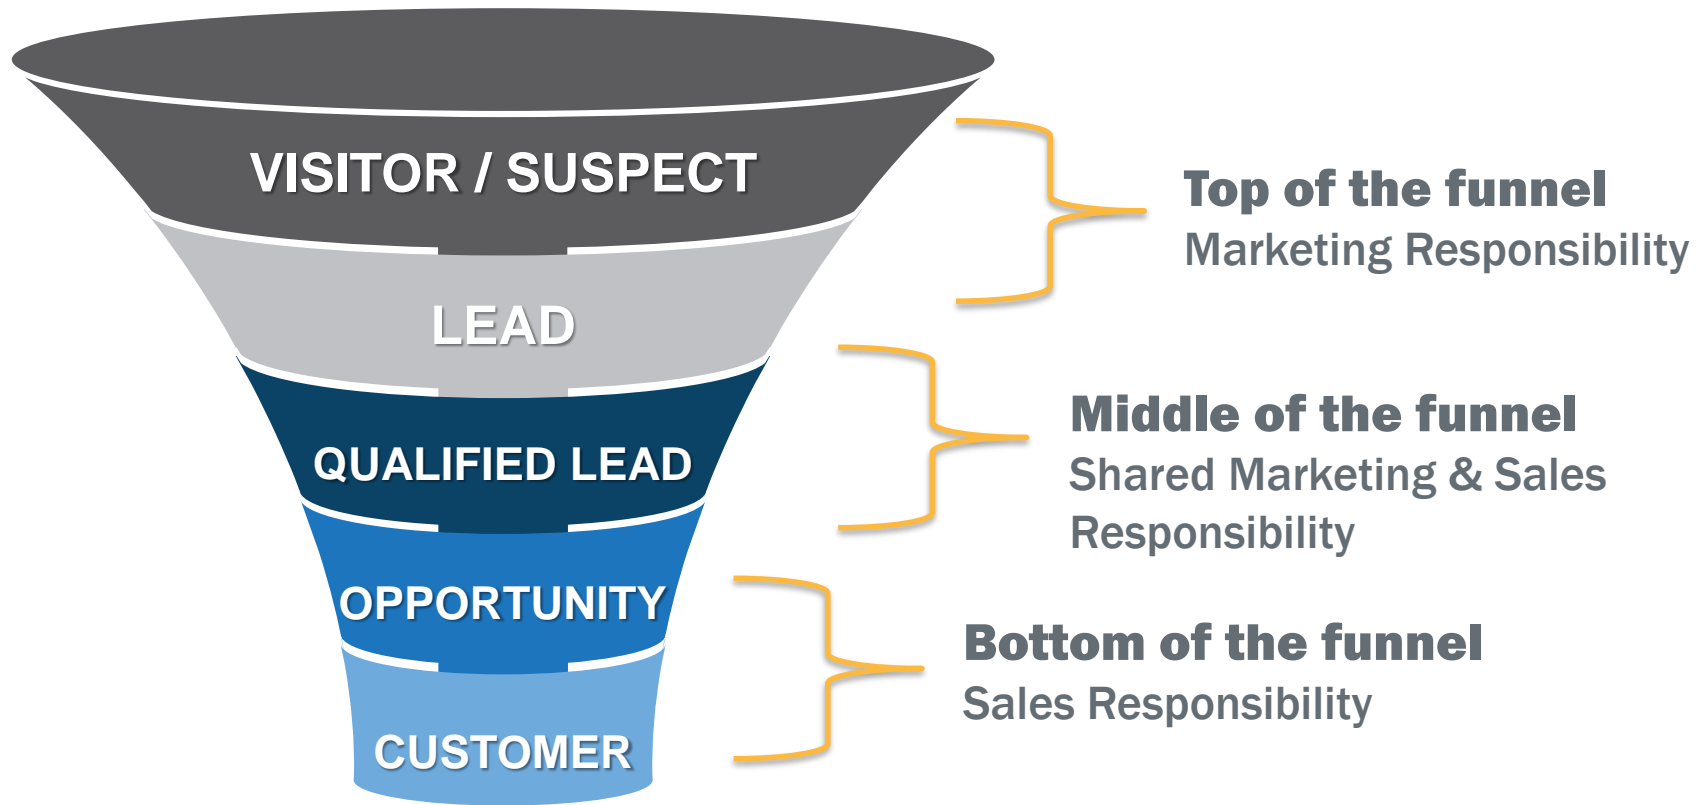 VISITOR / SUSPECT
LEAD
QUALIFIED LEAD
OPPORTUNITY
CUSTOMER
Top of the funnel
Marketing Responsibility
Middle of the funnel
Shared Marketing & Sales
Responsibility
Bottom of the funnel
Sales Responsibility